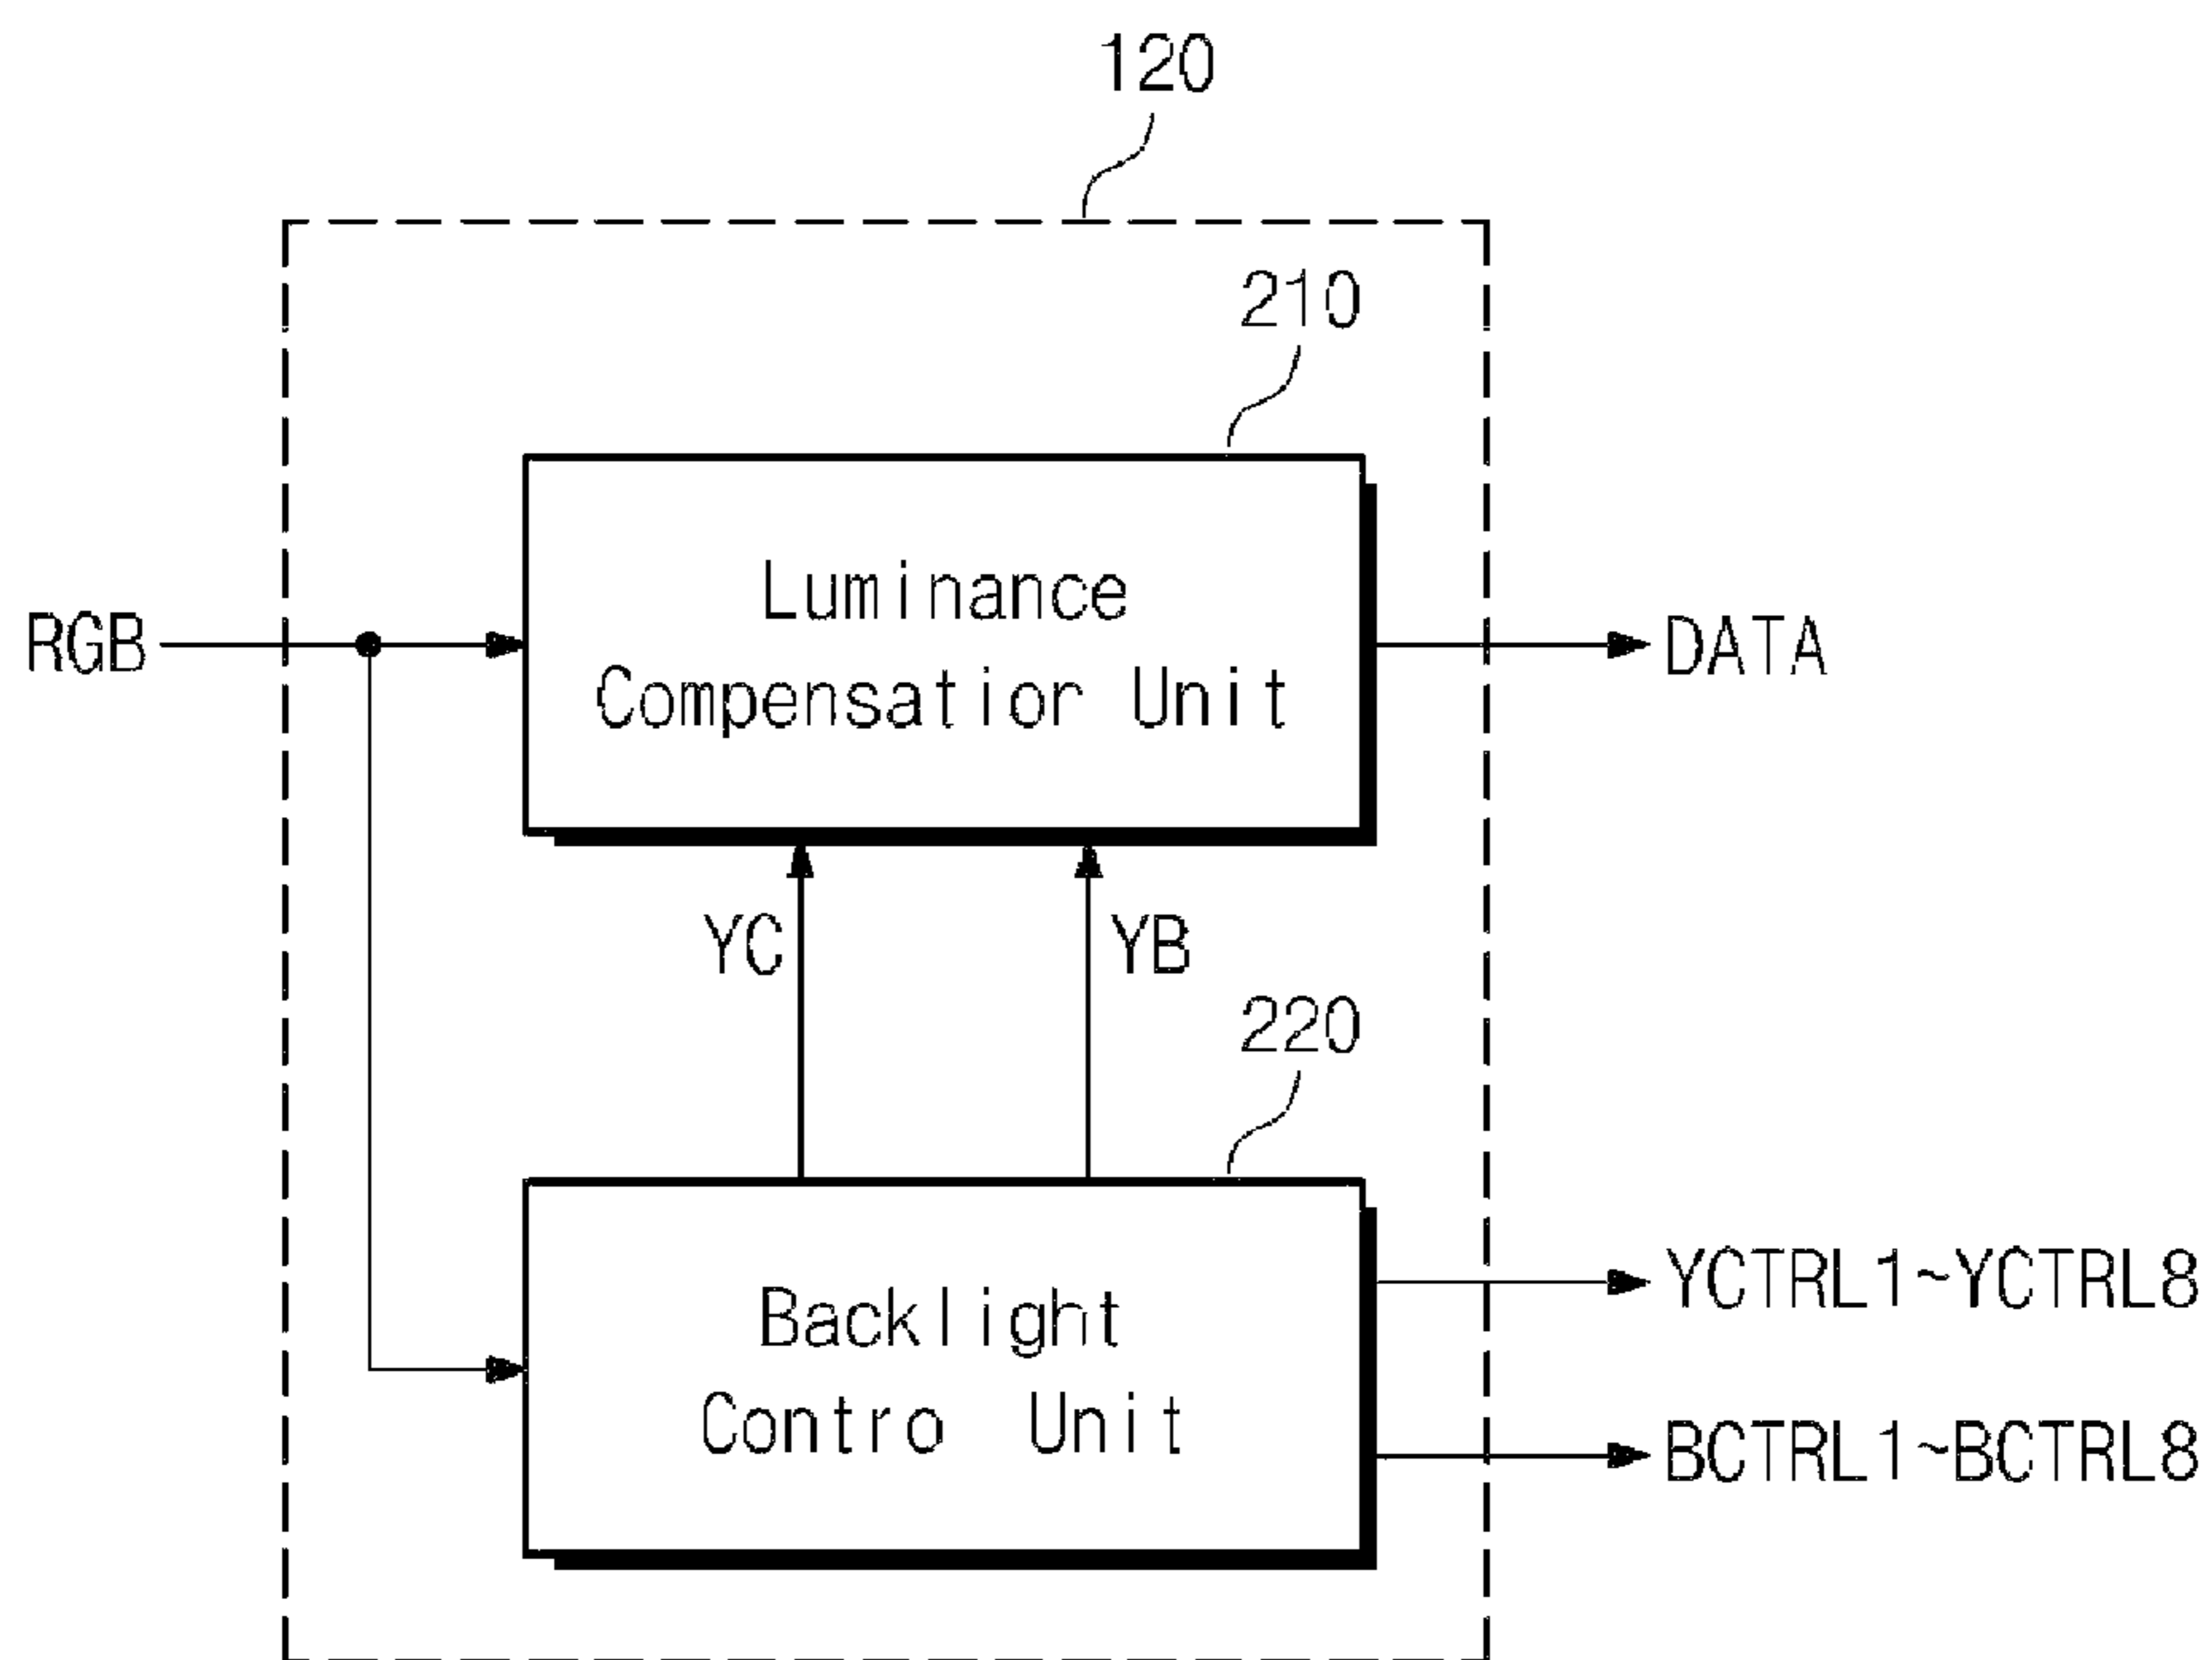 120
210
Luminance
Compensatior Unit
RGB
DATA
YC
YB
220
Backlight
Contro Unit
YCTRL1~YCTRL8
BCTRL1~BCTRL8